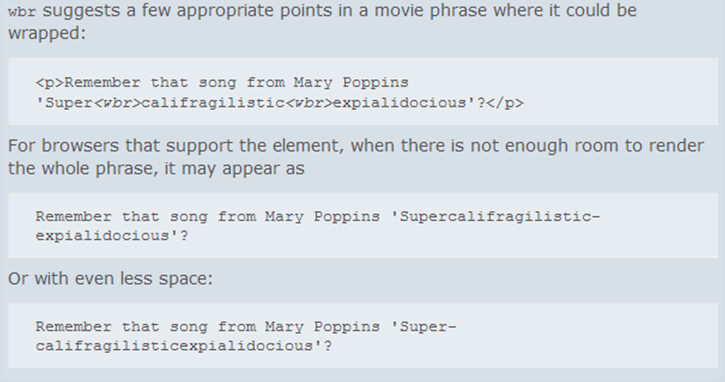 wbr suggests a few appropriate points in a movie phrase where it could be
wrapped:
<p>Remember that song from Mary Poppins
'Super<wbr>califragilistic<wbr>expialidocious'?</p>
For browsers that support the element, when there is not enough room to render
the whole phrase, it may appear as
Remember that song from Mary Poppins 'Supercalifragilistic-
expialidocious'?
Or with even less space:
Remember that song from Mary Poppins 'Super-
califragilisticexpialidocious'?